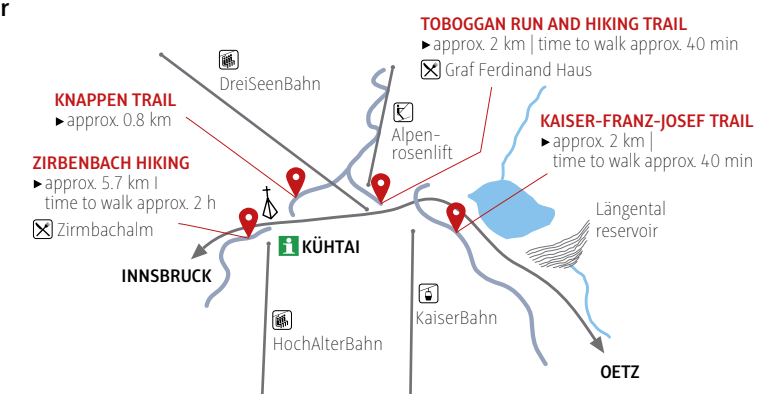 r
TOBOGGAN RUN AND HIKING TRAIL
▸approx. 2 km | time to walk approx. 40 min
Graf Ferdinand Haus
DreiSeenBahn
KNAPPEN TRAIL
▸approx. 0.8 km
Alpen-
rosenlift
KAISER-FRANZ-JOSEF TRAIL
▸approx. 2 km |
time to walk approx. 40 min
ZIRBENBACH HIKING
▸approx. 5.7 km I
time to walk approx. 2 h
Zirmbachalm
Längental
reservoir
i KÜHTAI
INNSBRUCK
KaiserBahn
HochAlterBahn
OETZ